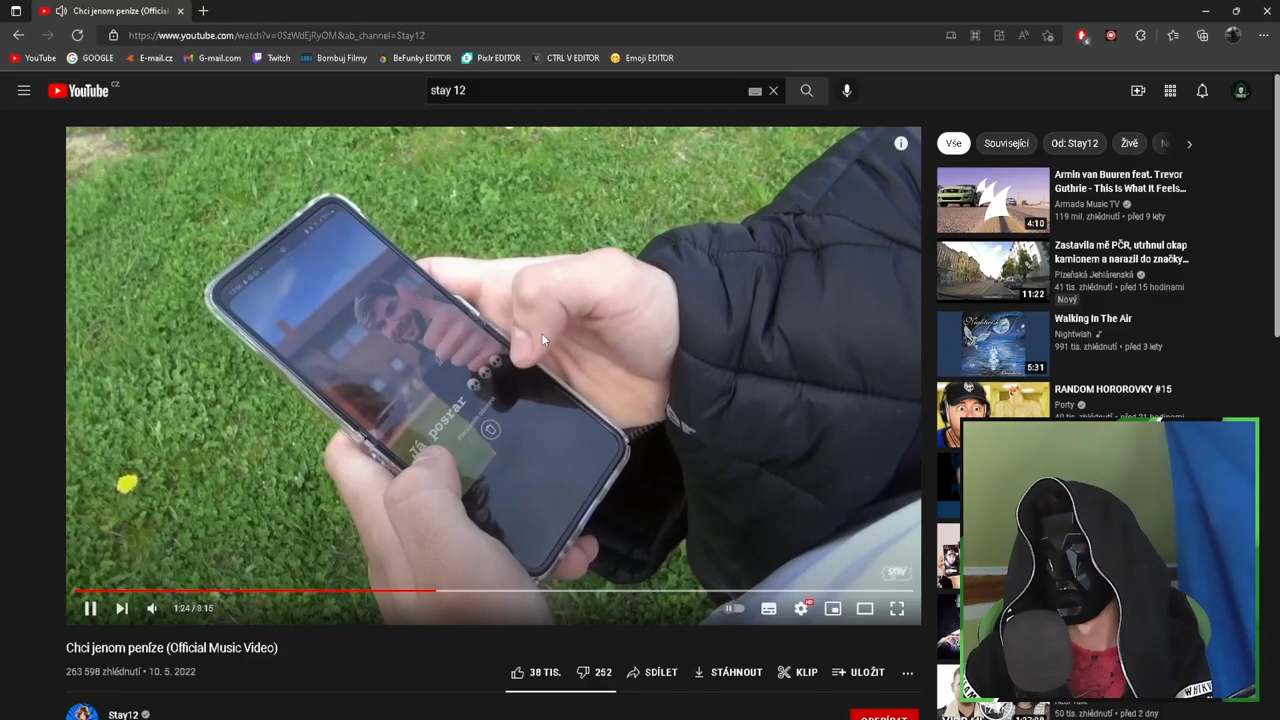 Chci jenom peníze (Offici
https://www.youtube.com/watch?v=0SzWdEjRyOM&ab_channel=Stay12
YouTube
GOOGLE
E-mail.cz
G-mail.com
Twitch
Bombuj Filmy
BeFunky EDITOR
Pixlr EDITOR
CTRL V EDITOR
Emoji EDITOR
YouTube CZ
stay 12
Vše
Související
Od: Stay12
Živě
Armin van Buuren feat. Trevor
Guthrie - This Is What It Feels...
Armada Music TV
119 mil. zhlédnutí • před 9 lety
4:10
Zastavila mě PČR, utrhnul okap
kamionem a narazil do značky...
Plzeňská Jehlárenská
41 tis. zhlédnutí • před 15 hodinami
Nový
11:22
Walking In The Air
Nightwish
991 tis. zhlédnutí • před 3 lety
5:31
RANDOM HOROROVKY #15
Porty
Já posrar
STAY
1:24 / 3:15
HD
Chci jenom peníze (Official Music Video)
263 598 zhlédnutí • 10. 5. 2022
38 TIS.
252
SDÍLET
STÁHNOUT
KLIP
ULOŽIT
Stay12
ODEBÍRAT
50 tis. zhlédnutí • před 2 dny